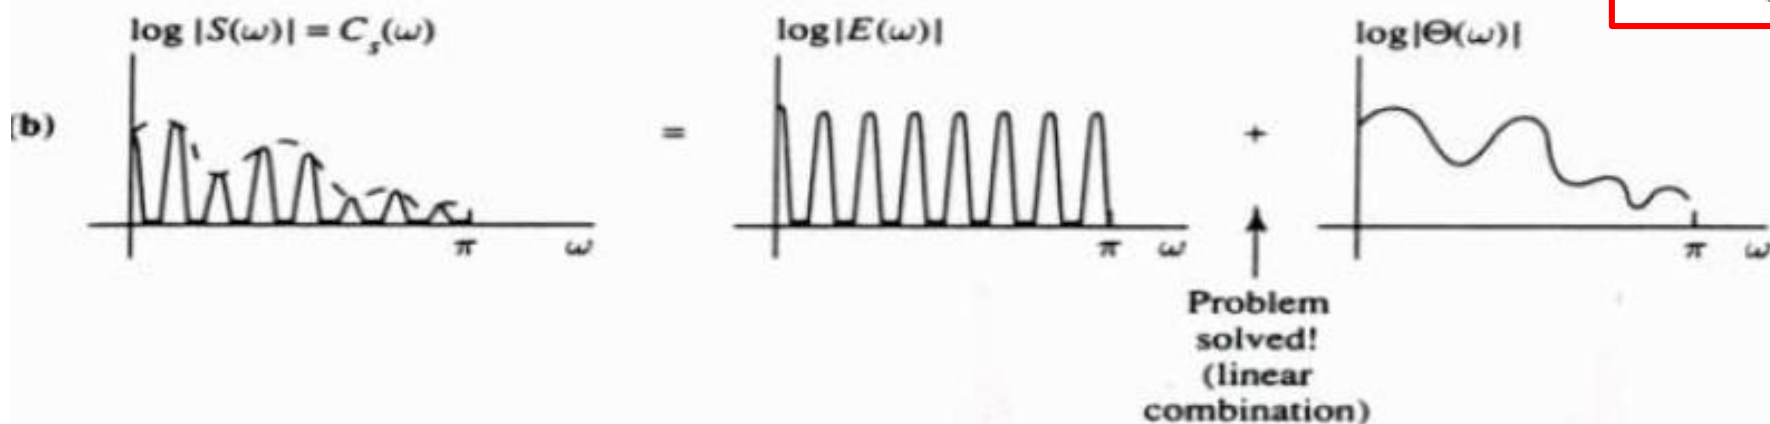 log |S(ω)| = C_s(ω)
log|E(ω)|
log|Θ(ω)|
(b)
=
+
π
ω
π
ω
π
ω
Problem
solved!
(linear
combination)